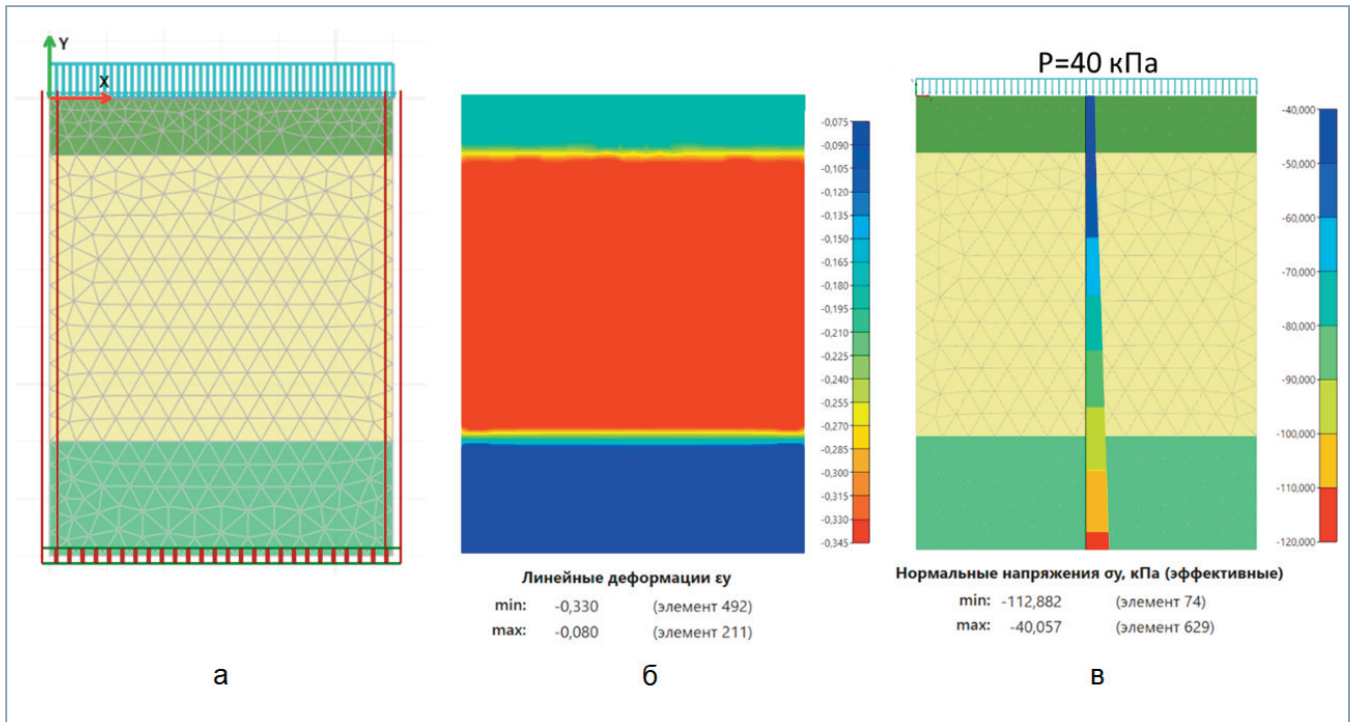 Y
X
-0,075
-0,090
-0,105
-0,120
-0,135
-0,150
-0,165
-0,180
-0,195
-0,210
-0,225
-0,240
-0,255
-0,270
-0,285
-0,300
-0,315
-0,330
-0,345
Линейные деформации εy
min: -0,330 (элемент 492)
max: -0,080 (элемент 211)
P=40 кПа
-40,000
-50,000
-60,000
-70,000
-80,000
-90,000
-100,000
-110,000
-120,000
Нормальные напряжения σy, кПа (эффективные)
min: -112,882 (элемент 74)
max: -40,057 (элемент 629)
а
б
в